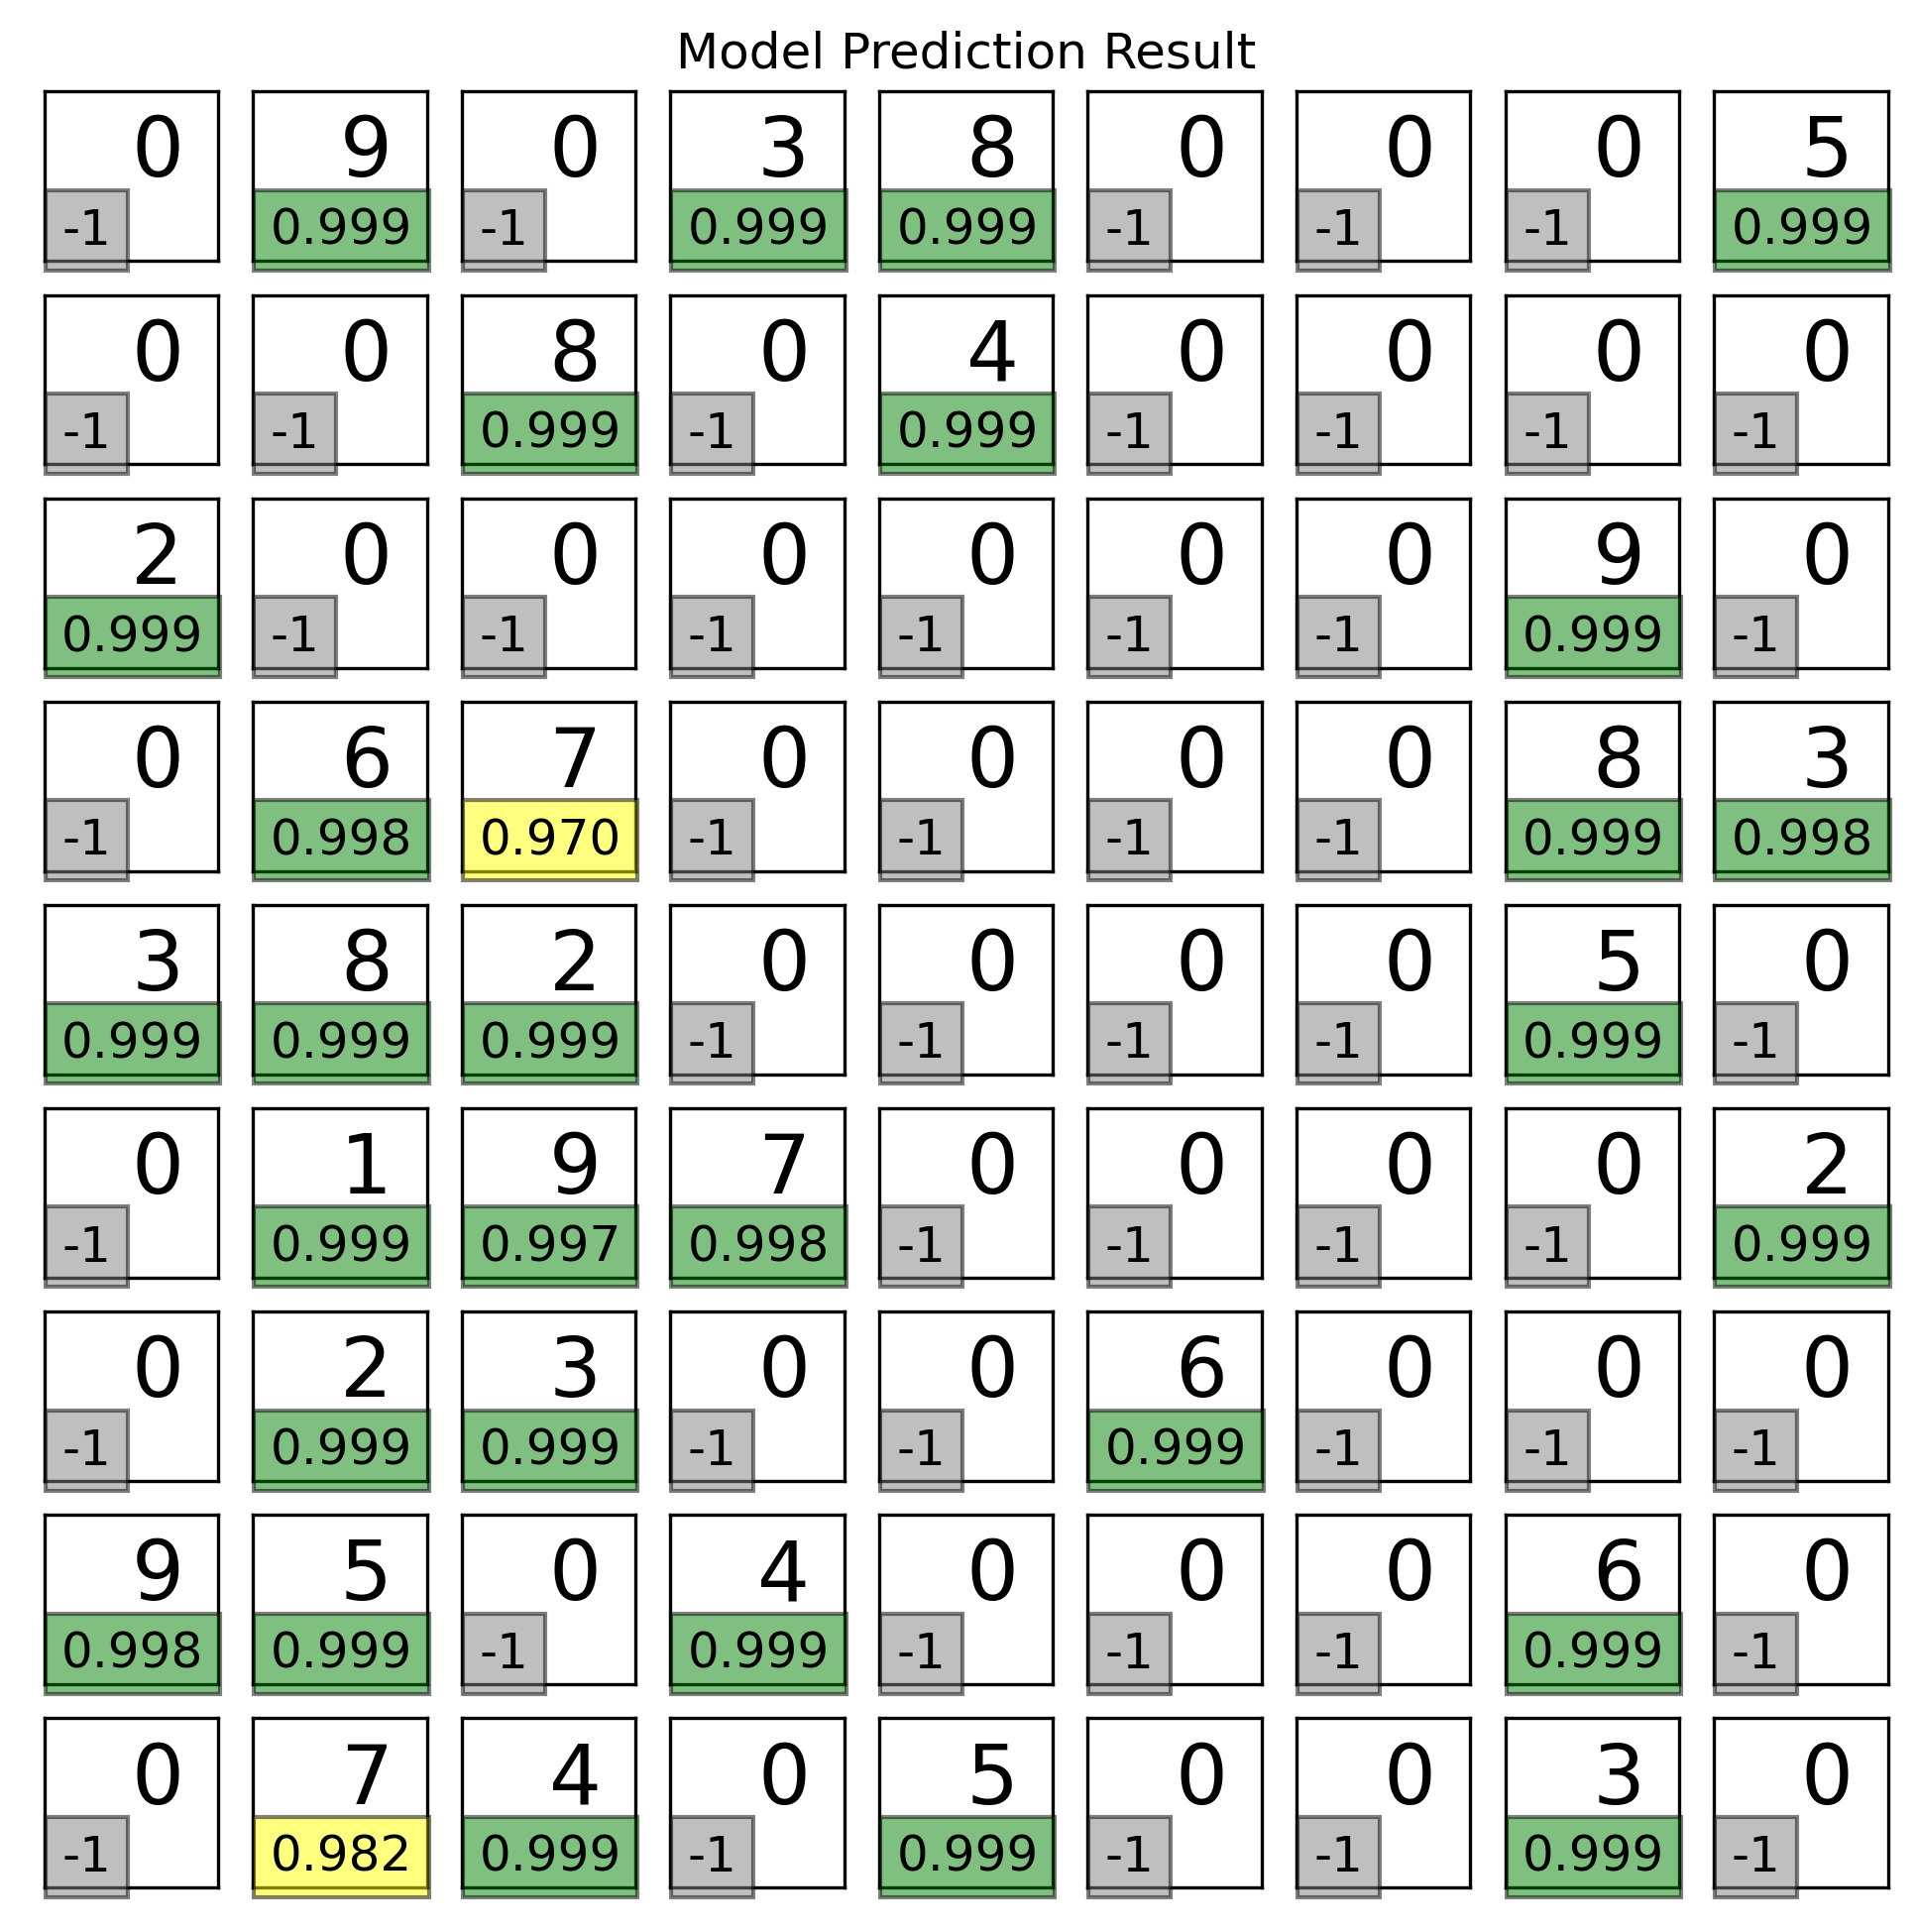 Model Prediction Result
0 9 0 3 8 0 0 0 5
-1 0.999 -1 0.999 0.999 -1 -1 -1 0.999
0 0 8 0 4 0 0 0 0
-1 -1 0.999 -1 0.999 -1 -1 -1 -1
2 0 0 0 0 0 0 9 0
0.999 -1 -1 -1 -1 -1 -1 0.999 -1
0 6 7 0 0 0 0 8 3
-1 0.998 0.970 -1 -1 -1 -1 0.999 0.998
3 8 2 0 0 0 0 5 0
0.999 0.999 0.999 -1 -1 -1 -1 0.999 -1
0 1 9 7 0 0 0 0 2
-1 0.999 0.997 0.998 -1 -1 -1 -1 0.999
0 2 3 0 0 6 0 0 0
-1 0.999 0.999 -1 -1 0.999 -1 -1 -1
9 5 0 4 0 0 0 6 0
0.998 0.999 -1 0.999 -1 -1 -1 0.999 -1
0 7 4 0 5 0 0 3 0
-1 0.982 0.999 -1 0.999 -1 -1 0.999 -1